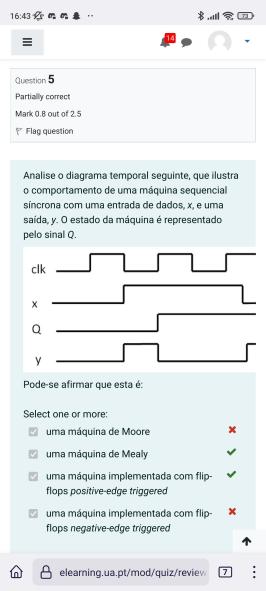 16:43
73
14
Question 5
Partially correct
Mark 0.8 out of 2.5
Flag question
Analise o diagrama temporal seguinte, que ilustra
o comportamento de uma máquina sequencial
síncrona com uma entrada de dados, x, e uma
saída, y. O estado da máquina é representado
pelo sinal Q.
clk
x
Q
y
Pode-se afirmar que esta é:
Select one or more:
uma máquina de Moore
uma máquina de Mealy
uma máquina implementada com flip-
flops positive-edge triggered
uma máquina implementada com flip-
flops negative-edge triggered
elearning.ua.pt/mod/quiz/review
7